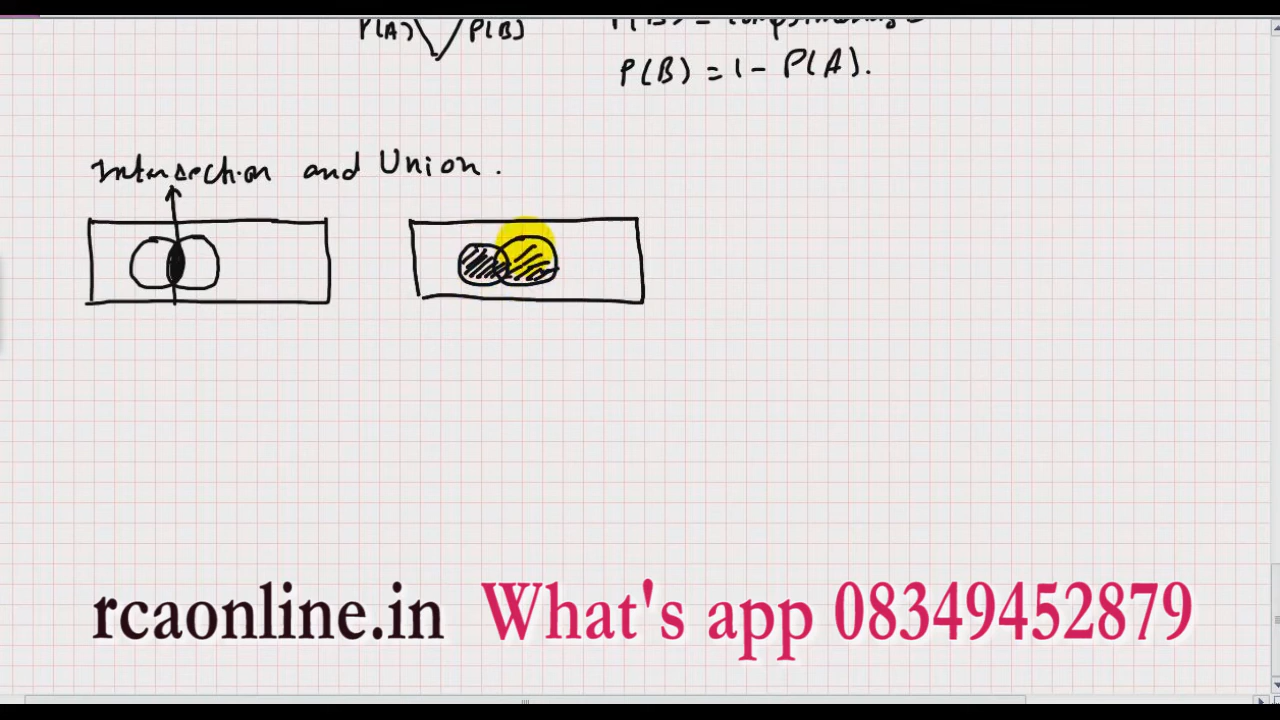 P(A) P(B)
P(B) = 1 - P(A).
Intersection and Union.
rcaonline.in What's app 08349452879